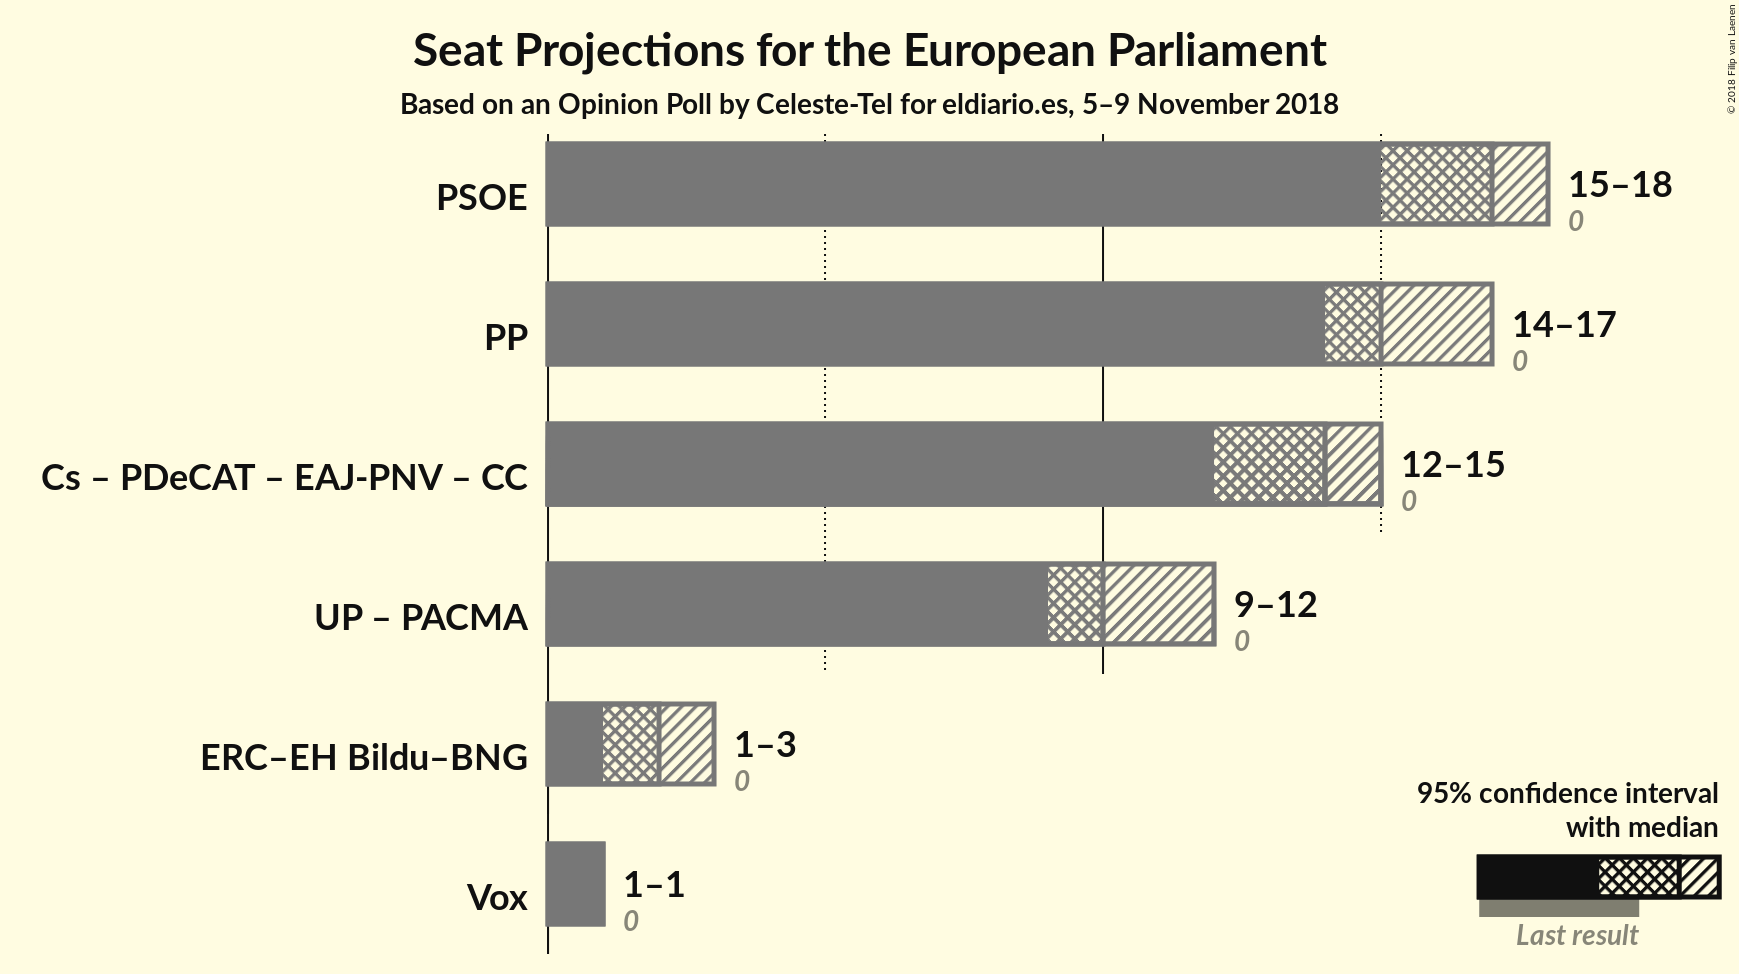 Seat Projections for the European Parliament
Based on an Opinion Poll by Celeste-Tel for eldiario.es, 5–9 November 2018
© 2018 Filip van Laenen
PSOE
15–18
0
PP
14–17
0
Cs – PDeCAT – EAJ-PNV – CC
12–15
0
UP – PACMA
9–12
0
ERC–EH Bildu–BNG
1–3
0
Vox
1–1
0
95% confidence interval
with median
Last result